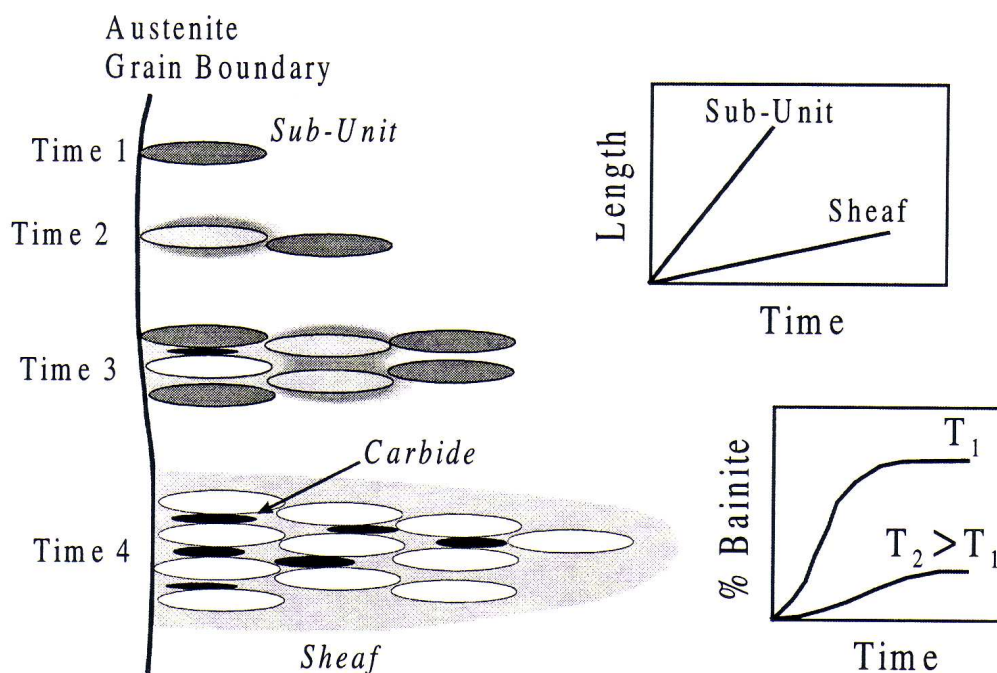 Austenite
Grain Boundary
Sub-Unit
Time 1
Time 2
Time 3
Carbide
Time 4
Sheaf
Length
Sub-Unit
Sheaf
Time
% Bainite
T₁
T₂ > T₁
Time